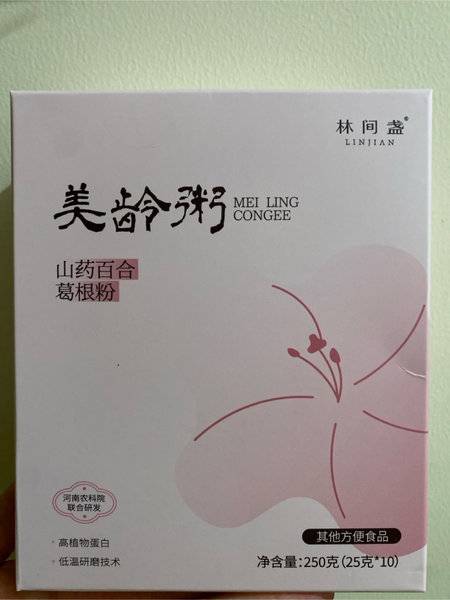 林间盏®
LINJIAN
美龄粥
MEI LING
CONGEE
山药百合
葛根粉
河南农科院
联合研发
· 高植物蛋白
· 低温研磨技术
其他方便食品
净含量:250克(25克*10)